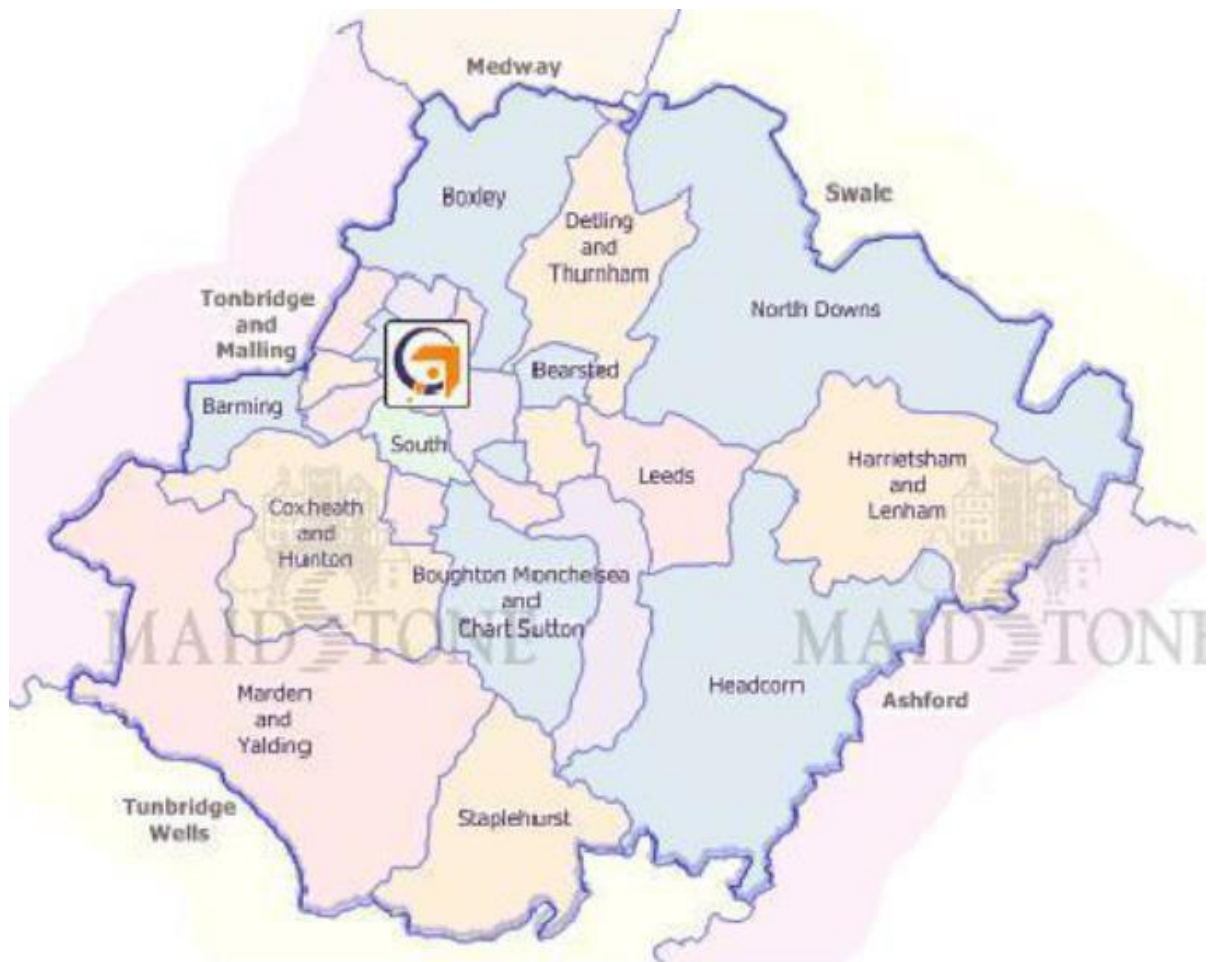 Medway
Boxley
Swale
Detling
and
Thurnham
Tonbridge
and
Malling
North Downs
Bearsted
Barming
South
Harrietsham
and
Lenham
Leeds
Coxheath
and
Hunton
Boughton Monchelsea
and
Chart Sutton
MAIDSTONE
MAIDSTONE
Headcorn
Ashford
Marden
and
Yalding
Tunbridge
Wells
Staplehurst